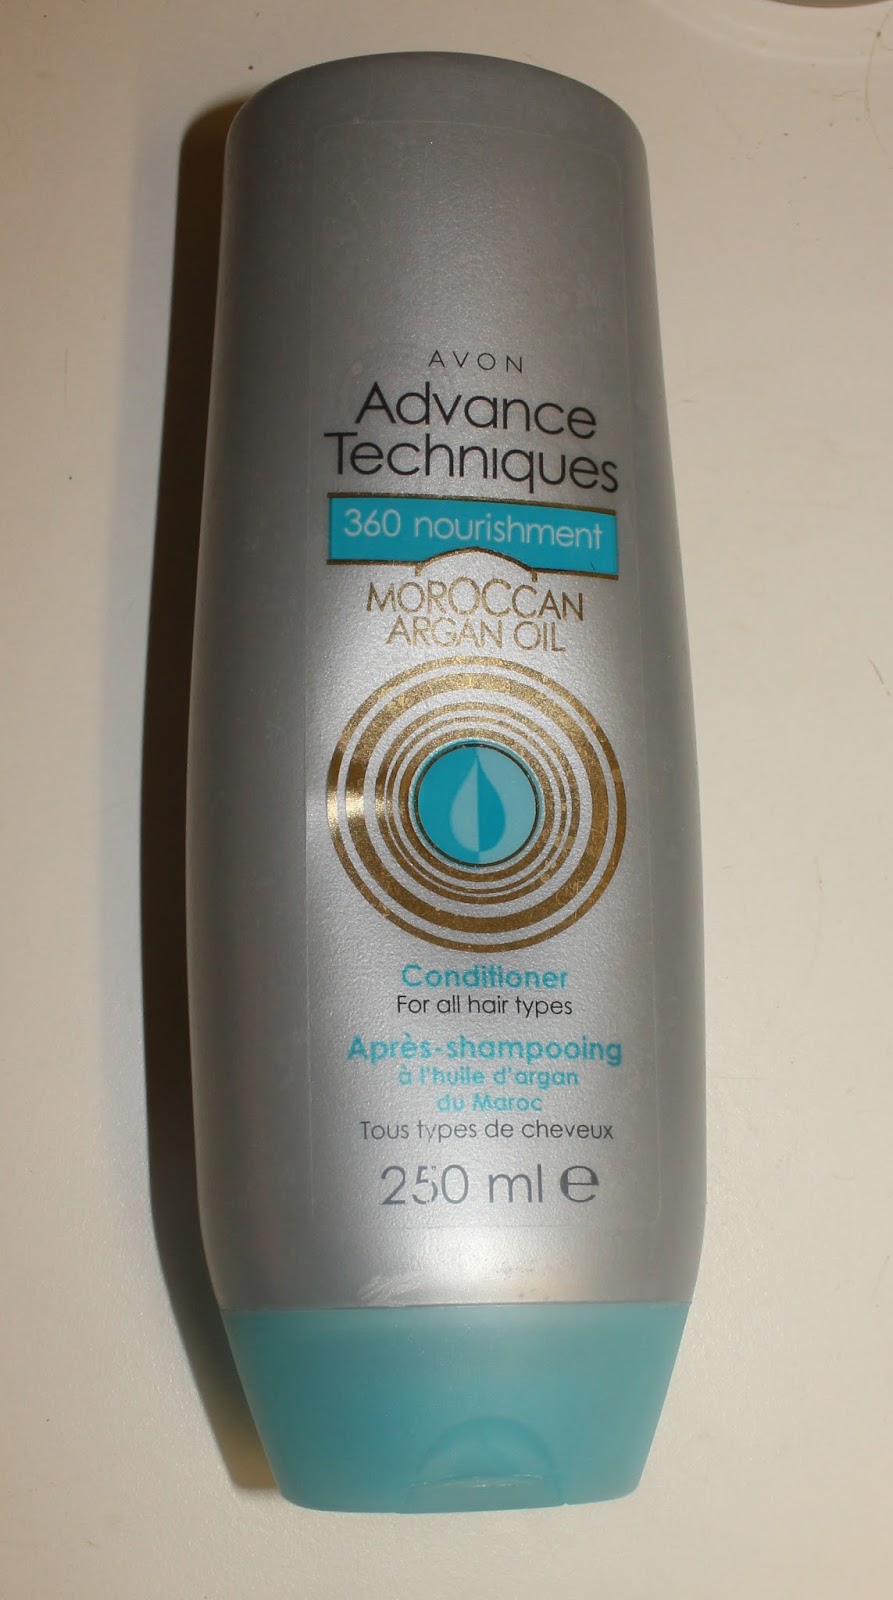 AVON
Advance
Techniques
360 nourishment
MOROCCAN
ARGAN OIL
Conditioner
For all hair types
Après-shampooing
à l'huile d'argan
du Maroc
Tous types de cheveux
250 ml ℮